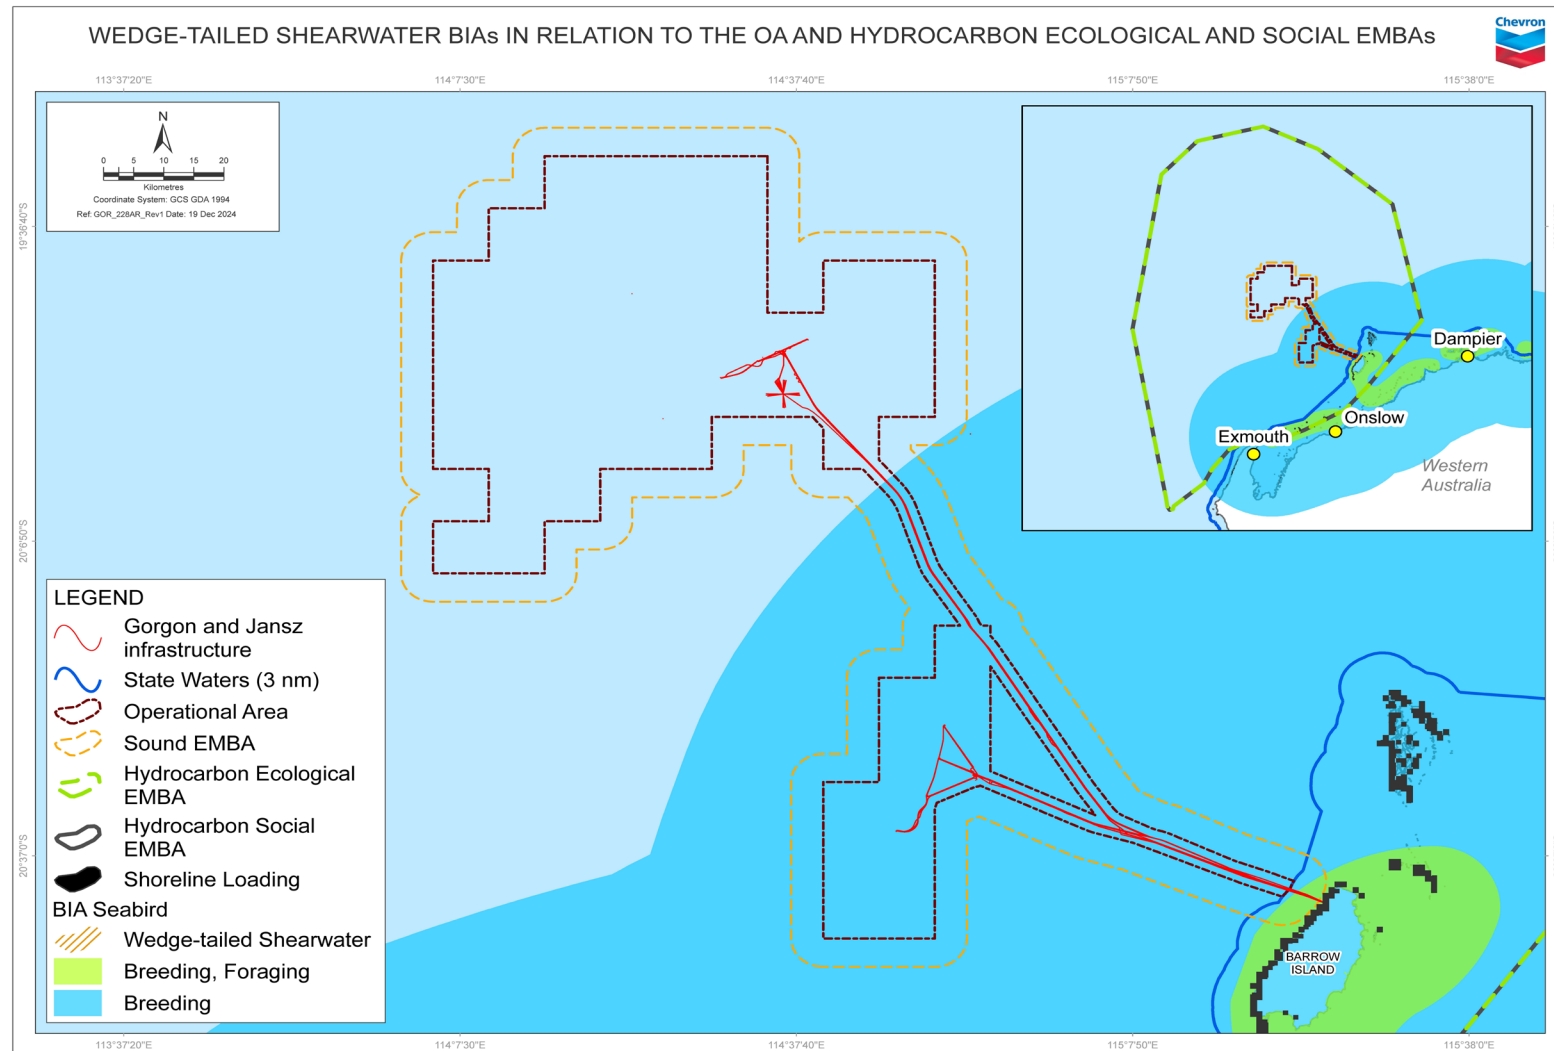 WEDGE-TAILED SHEARWATER BIAs IN RELATION TO THE OA AND HYDROCARBON ECOLOGICAL AND SOCIAL EMBAs
Chevron
113°37'20"E
114°7'30"E
114°37'40"E
115°7'50"E
115°38'0"E
N
0 5 10 15 20
Kilometres
Coordinate System: GCS GDA 1994
Ref: GOR_228AR_Rev1 Date: 19 Dec 2024
19°36'40"S
20°6'50"S
20°37'0"S
Dampier
Onslow
Exmouth
Western
Australia
LEGEND
Gorgon and Jansz
infrastructure
State Waters (3 nm)
Operational Area
Sound EMBA
Hydrocarbon Ecological
EMBA
Hydrocarbon Social
EMBA
Shoreline Loading
BIA Seabird
Wedge-tailed Shearwater
Breeding, Foraging
Breeding
BARROW
ISLAND
113°37'20"E
114°7'30"E
114°37'40"E
115°7'50"E
115°38'0"E